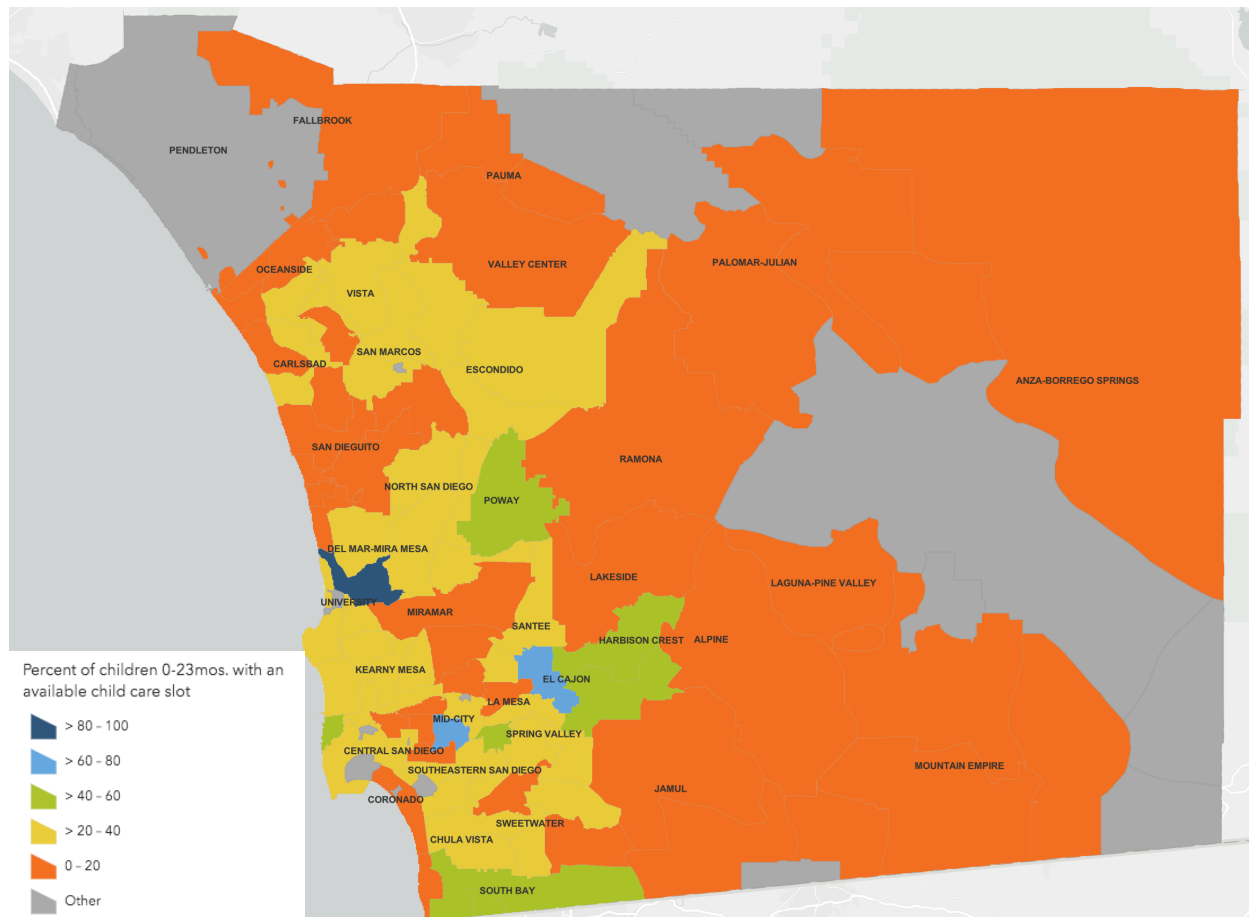 FALLBROOK
PENDLETON
PAUMA
VALLEY CENTER
PALOMAR-JULIAN
OCEANSIDE
VISTA
SAN MARCOS
CARLSBAD
ESCONDIDO
ANZA-BORREGO SPRINGS
SAN DIEGUITO
RAMONA
NORTH SAN DIEGO
POWAY
DEL MAR-MIRA MESA
LAKESIDE
LAGUNA-PINE VALLEY
UNIVERSITY
MIRAMAR
SANTEE
HARBISON CREST
ALPINE
KEARNY MESA
EL CAJON
LA MESA
MID-CITY
SPRING VALLEY
CENTRAL SAN DIEGO
SOUTHEASTERN SAN DIEGO
MOUNTAIN EMPIRE
JAMUL
CORONADO
SWEETWATER
CHULA VISTA
SOUTH BAY
Percent of children 0-23mos. with an
available child care slot
> 80 – 100
> 60 – 80
> 40 – 60
> 20 – 40
0 – 20
Other